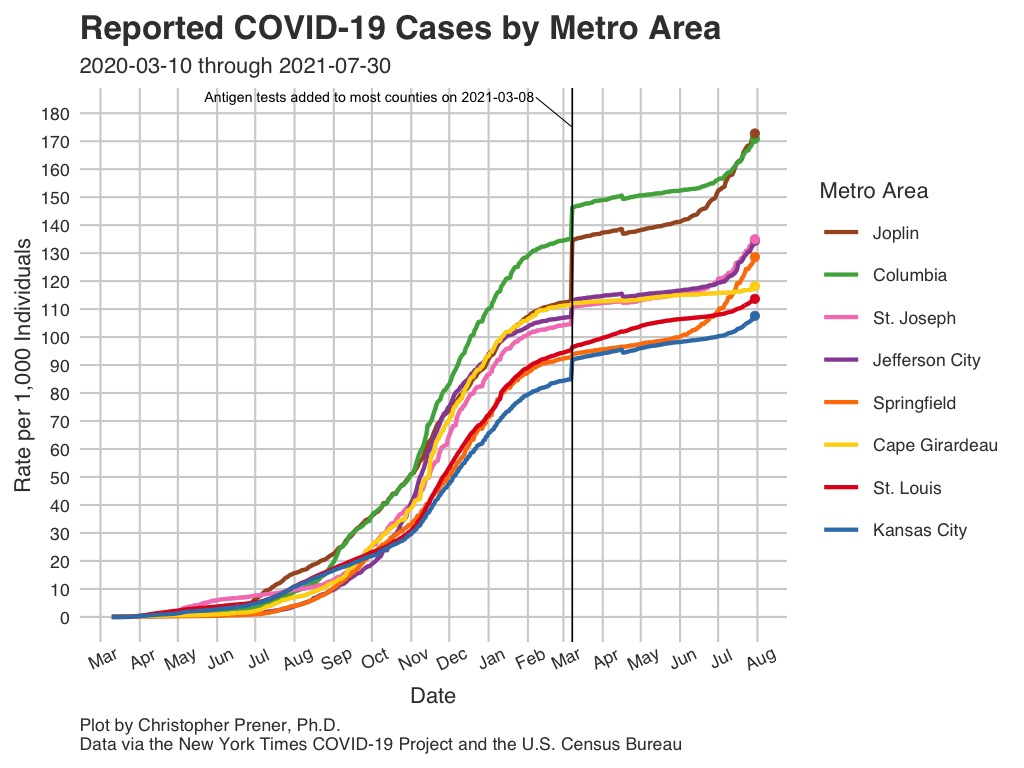 Reported COVID-19 Cases by Metro Area
2020-03-10 through 2021-07-30
Antigen tests added to most counties on 2021-03-08
Rate per 1,000 Individuals
180
170
160
150
140
130
120
110
100
90
80
70
60
50
40
30
20
10
0
Mar Apr May Jun Jul Aug Sep Oct Nov Dec Jan Feb Mar Apr May Jun Jul Aug
Date
Metro Area
Joplin
Columbia
St. Joseph
Jefferson City
Springfield
Cape Girardeau
St. Louis
Kansas City
Plot by Christopher Prener, Ph.D.
Data via the New York Times COVID-19 Project and the U.S. Census Bureau